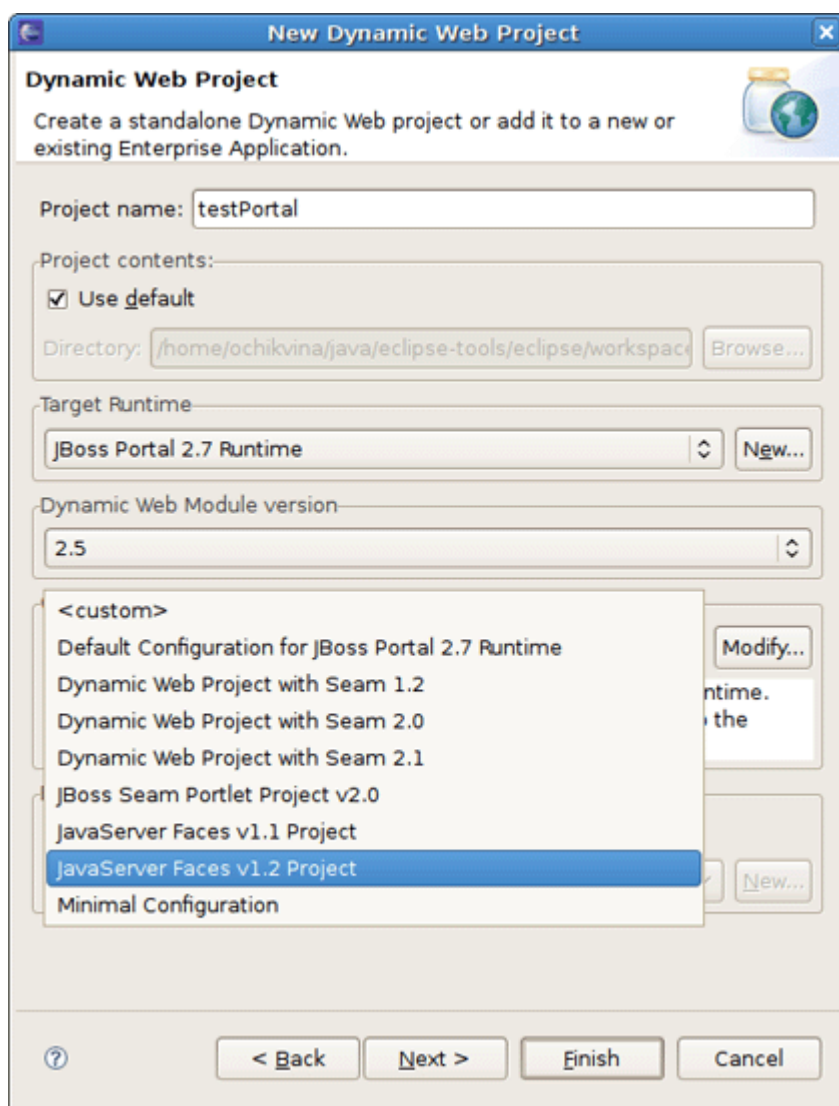 New Dynamic Web Project
Dynamic Web Project
Create a standalone Dynamic Web project or add it to a new or
existing Enterprise Application.
Project name: testPortal
Project contents:
Use default
Directory: /home/ochikvina/java/eclipse-tools/eclipse/workspace Browse...
Target Runtime
JBoss Portal 2.7 Runtime New...
Dynamic Web Module version
2.5
<custom>
Default Configuration for JBoss Portal 2.7 Runtime Modify...
Dynamic Web Project with Seam 1.2 ntime.
Dynamic Web Project with Seam 2.0 the
Dynamic Web Project with Seam 2.1
JBoss Seam Portlet Project v2.0
JavaServer Faces v1.1 Project
JavaServer Faces v1.2 Project New...
Minimal Configuration
? < Back Next > Finish Cancel